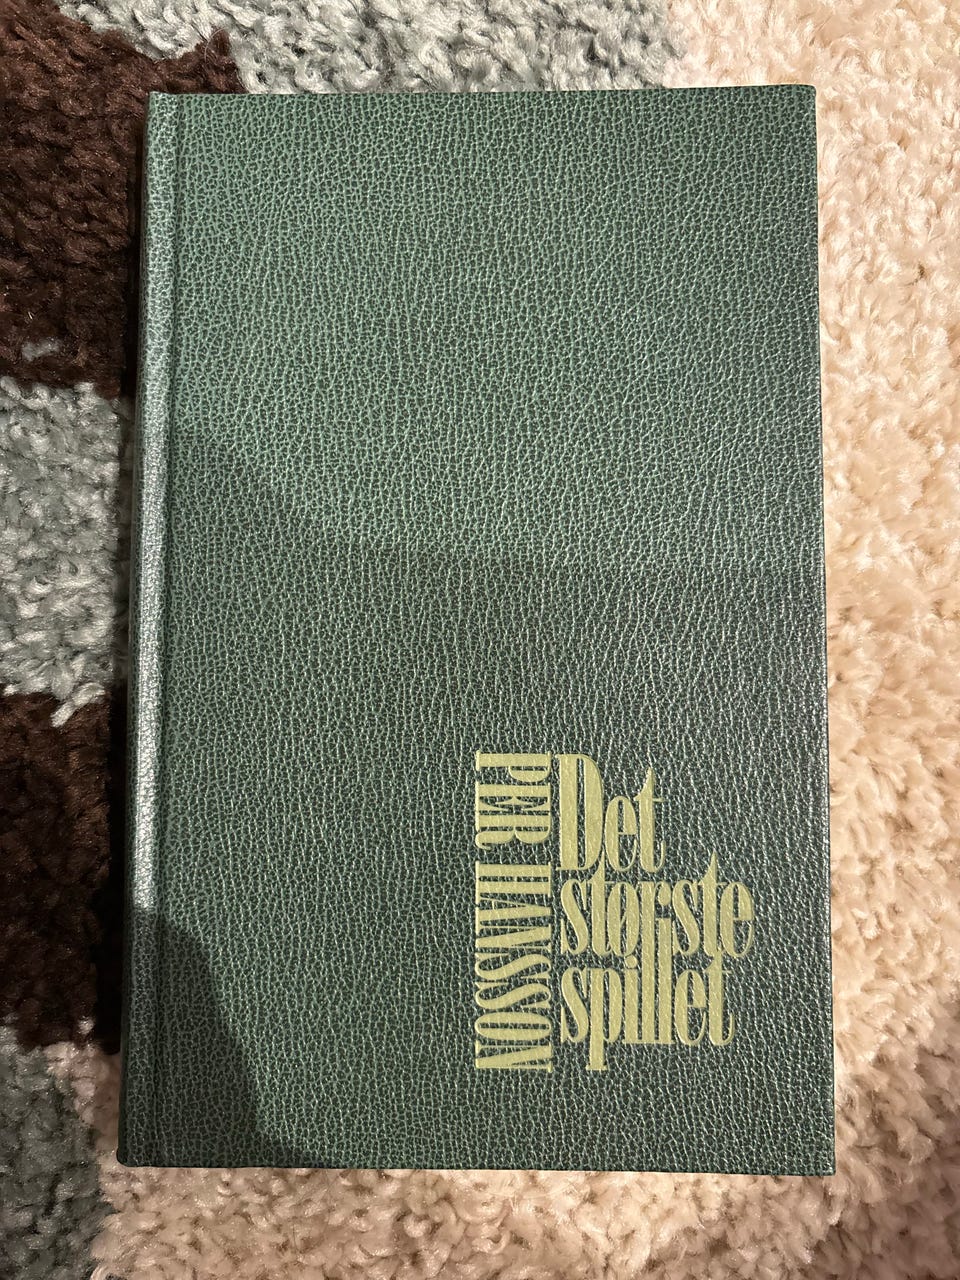 PER HANSSON
Det
største
spillet